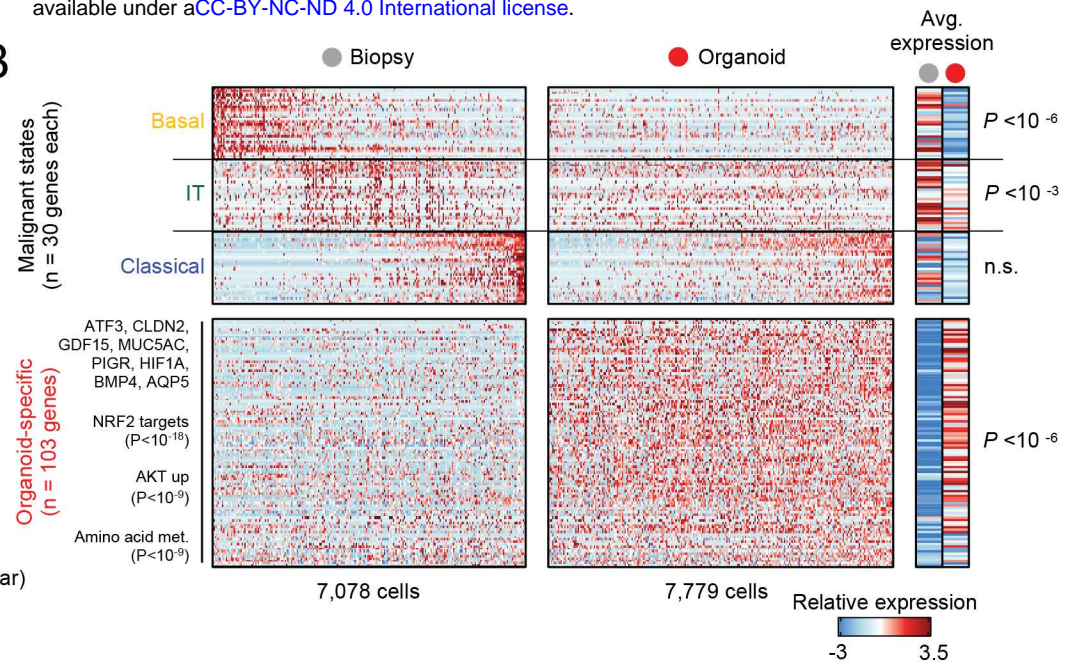 available under aCC-BY-NC-ND 4.0 International license.
B
Biopsy
Organoid
Avg.
expression
Malignant states
(n = 30 genes each)
Basal
IT
Classical
P <10 -6
P <10 -3
n.s.
Organoid-specific
(n = 103 genes)
ATF3, CLDN2,
GDF15, MUC5AC,
PIGR, HIF1A,
BMP4, AQP5
NRF2 targets
(P<10-18)
AKT up
(P<10-9)
Amino acid met.
(P<10-9)
P <10 -6
ar)
7,078 cells
7,779 cells
Relative expression
-3
3.5